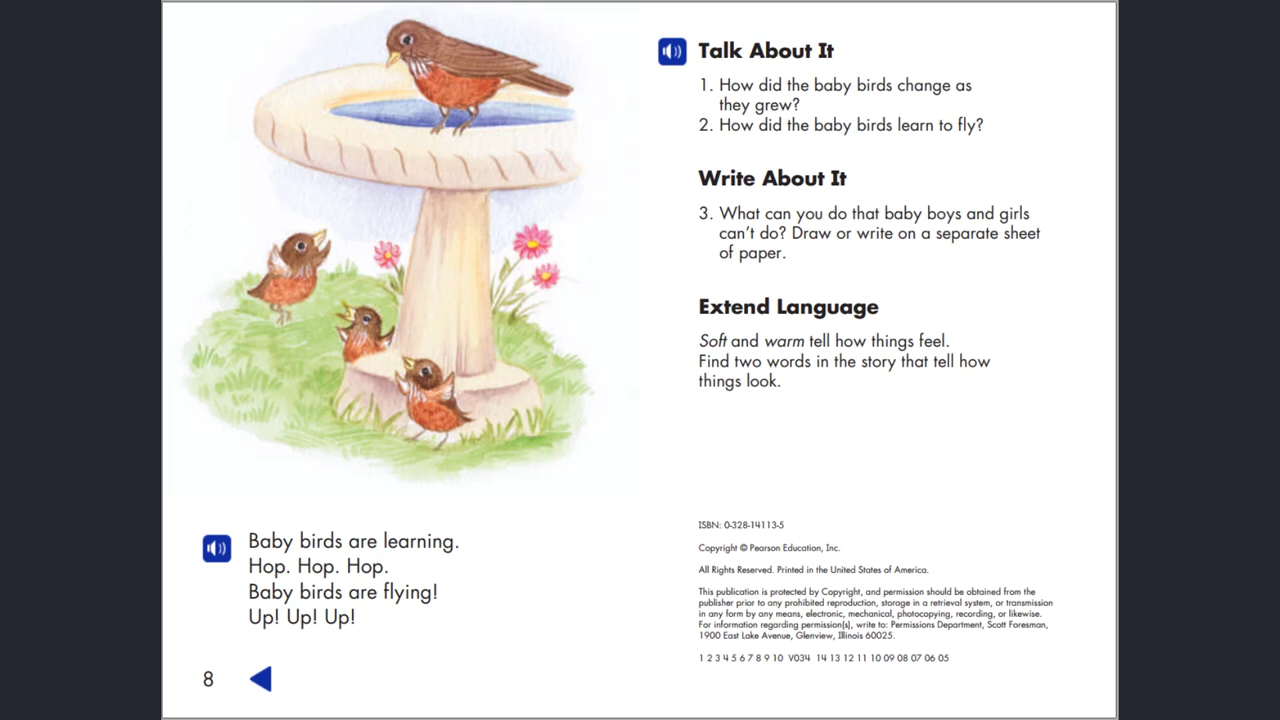 Baby birds are learning.
Hop. Hop. Hop.
Baby birds are flying!
Up! Up! Up!
8
Talk About It
1. How did the baby birds change as
they grew?
2. How did the baby birds learn to fly?
Write About It
3. What can you do that baby boys and girls
can't do? Draw or write on a separate sheet
of paper.
Extend Language
Soft and warm tell how things feel.
Find two words in the story that tell how
things look.
ISBN: 0-328-14113-5
Copyright © Pearson Education, Inc.
All Rights Reserved. Printed in the United States of America.
This publication is protected by Copyright, and permission should be obtained from the
publisher prior to any prohibited reproduction, storage in a retrieval system, or transmission
in any form by any means, electronic, mechanical, photocopying, recording, or likewise.
For information regarding permission(s), write to: Permissions Department, Scott Foresman,
1900 East Lake Avenue, Glenview, Illinois 60025.
1 2 3 4 5 6 7 8 9 10 V034 14 13 12 11 10 09 08 07 06 05